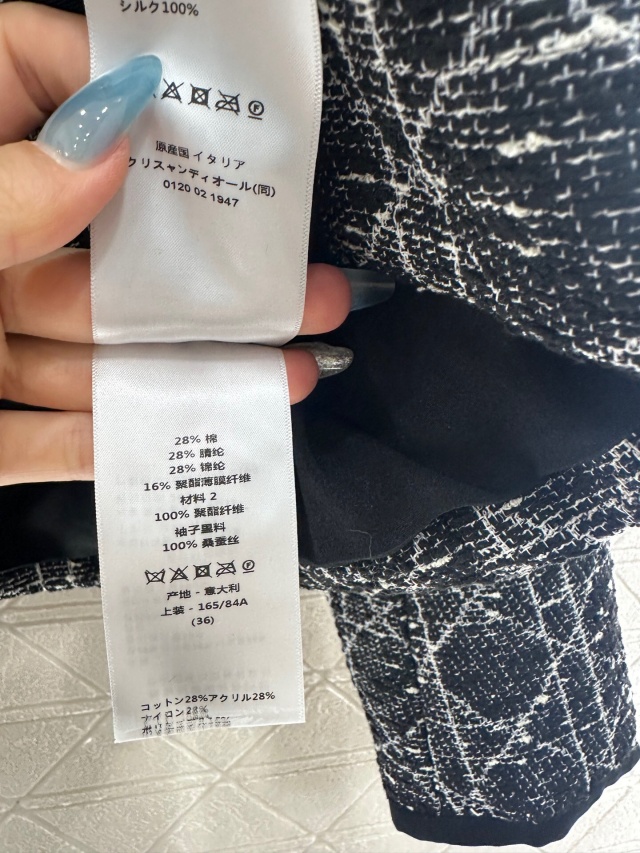 シルク100%
原産国イタリア
クリスャンディオール(同)
0120 02 1947
28% 棉
28% 腈纶
28% 锦纶
16% 聚酯薄膜纤维
材料 2
100% 聚酯纤维
袖子里料
100% 桑蚕丝
产地 - 意大利
上装 - 165/84A
(36)
コットン28%アクリル28%
ナイロン28%